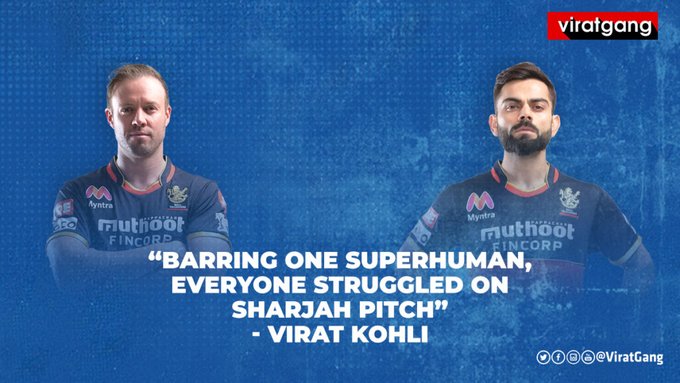 viratgang
Myntra
muthoot
FINCORP
Myntra
muthoot
FINCORP
“BARRING ONE SUPERHUMAN,
EVERYONE STRUGGLED ON
SHARJAH PITCH”
- VIRAT KOHLI
@ViratGang